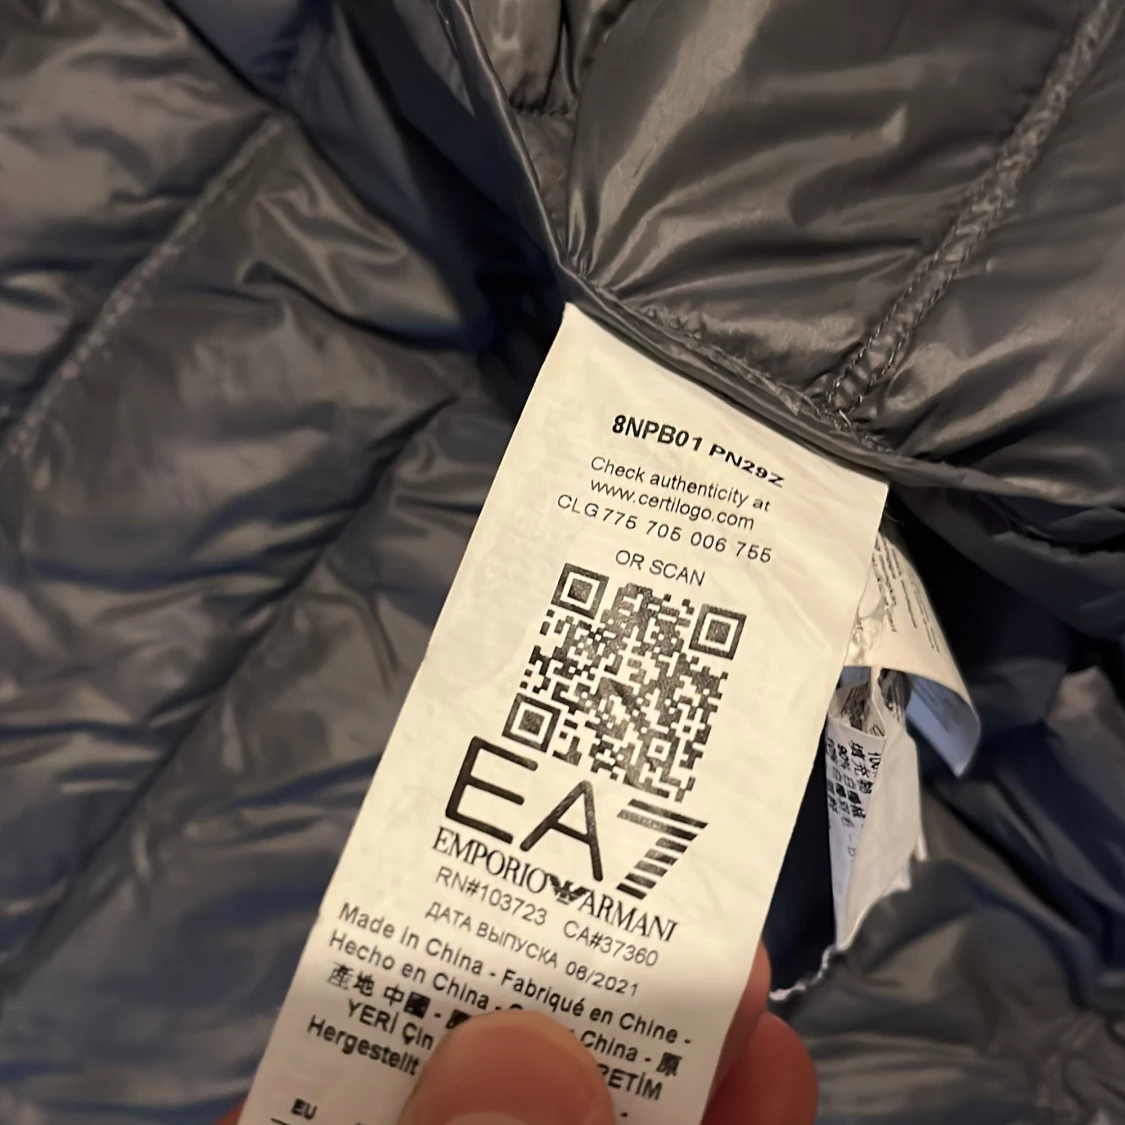 8NPB01 PN29Z
Check authenticity at
www.certilogo.com
CLG 775 705 006 755
OR SCAN
EA7
EMPORIO ARMANI
RN#103723 CA#37360
ДАТА ВЫПУСКА 06/2021
Made in China - Fabriqué en Chine -
Hecho en China - China - 原
產地 中國 -
YERİ Çin
Hergestellt
EU